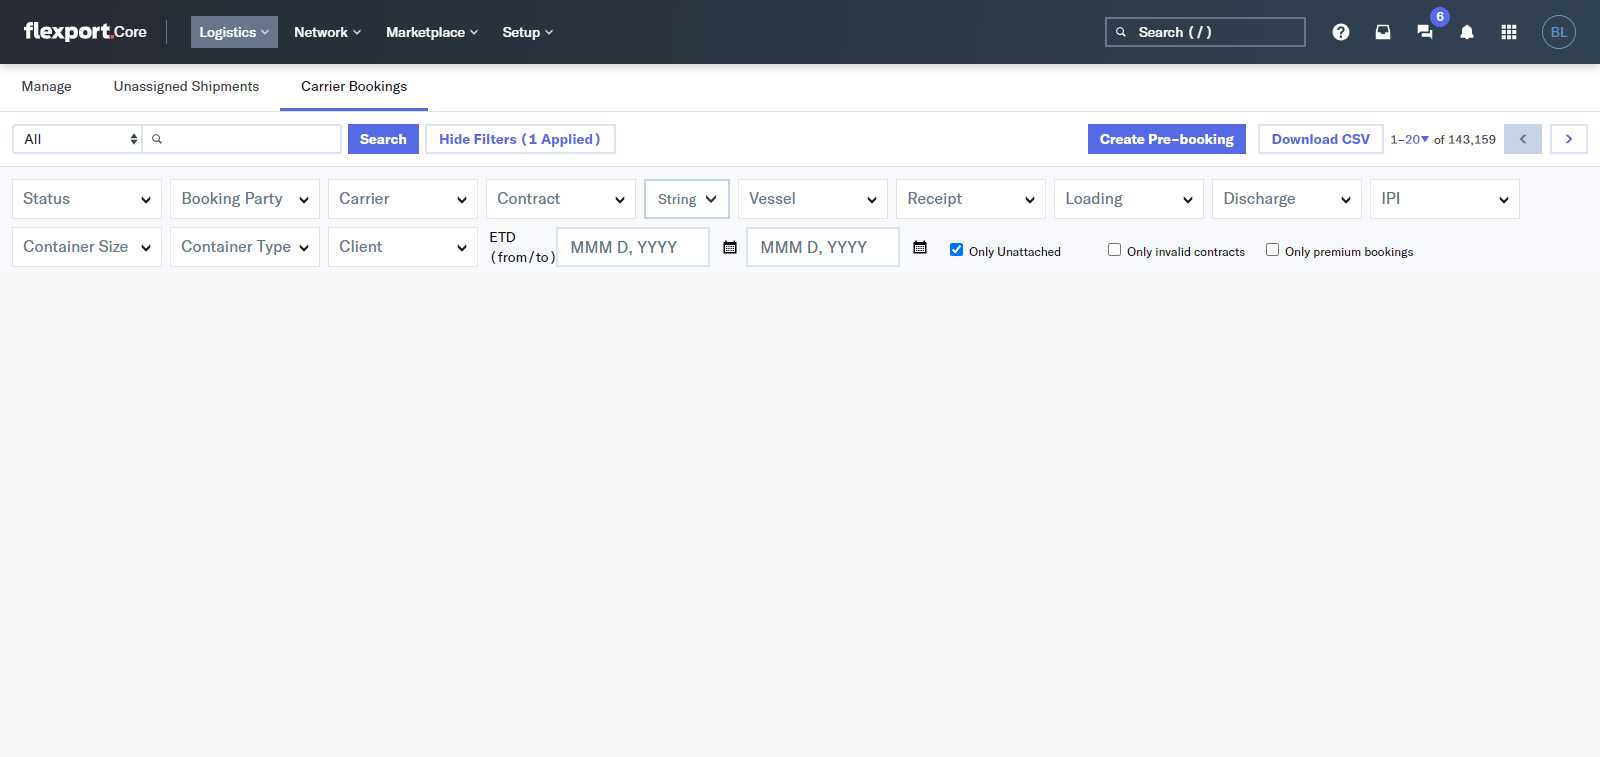 flexport.Core Logistics Network Marketplace Setup Search (/) 6 BL
Manage Unassigned Shipments Carrier Bookings
All Search Hide Filters (1 Applied) Create Pre-booking Download CSV 1–20 of 143,159
Status Booking Party Carrier Contract String Vessel Receipt Loading Discharge IPI
Container Size Container Type Client ETD (from/to) MMM D, YYYY MMM D, YYYY Only Unattached Only invalid contracts Only premium bookings